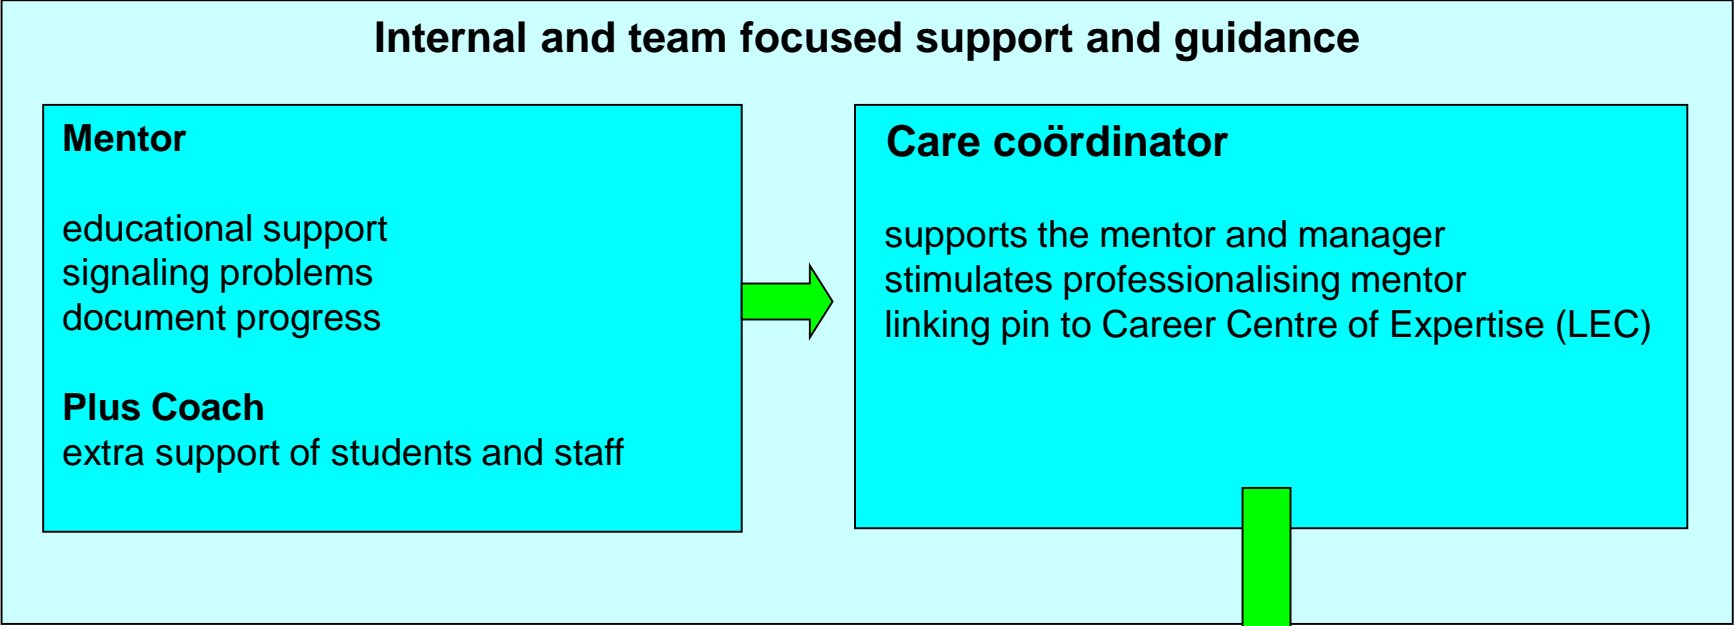 Internal and team focused support and guidance
Mentor
educational support
signaling problems
document progress
Plus Coach
extra support of students and staff
Care coördinator
supports the mentor and manager
stimulates professionalising mentor
linking pin to Career Centre of Expertise (LEC)